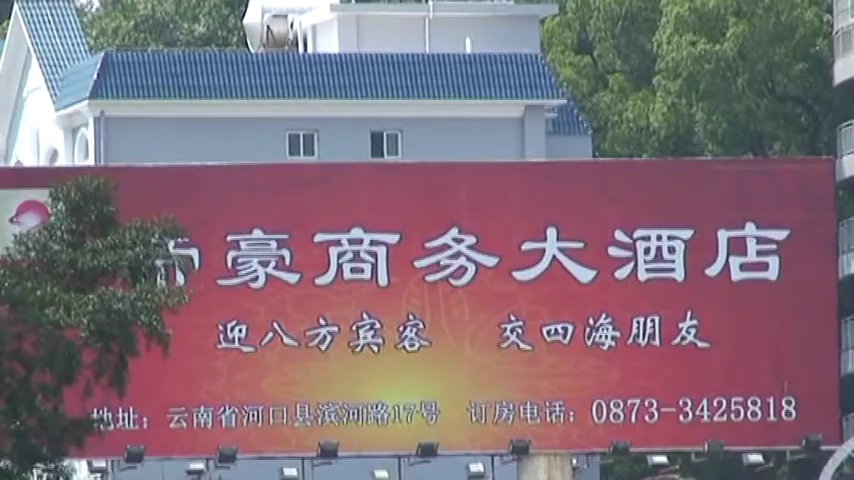 豪商务大酒店
迎八方宾客 交四海朋友
地址：云南省河口县滨河路17号 订房电话：0873-3425818